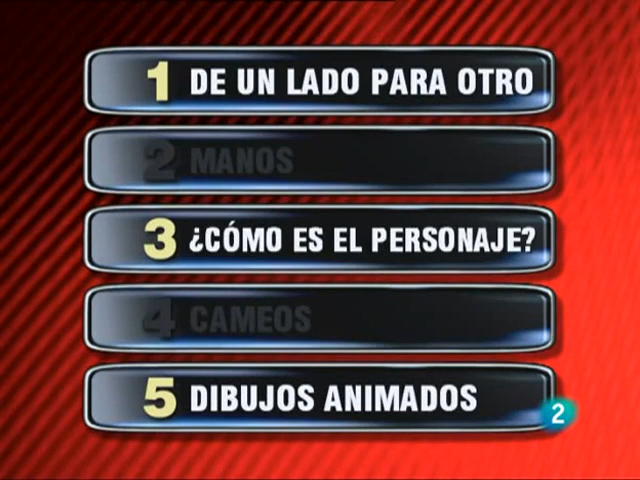 1 DE UN LADO PARA OTRO
2 MANOS
3 ¿CÓMO ES EL PERSONAJE?
4 CAMEOS
5 DIBUJOS ANIMADOS
2